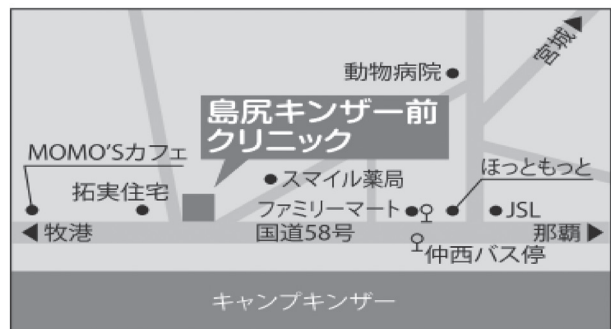 宮城▶
動物病院●
島尻キンザー前
クリニック
MOMO'Sカフェ
ほっともっと
●スマイル薬局
拓実住宅
ファミリーマート●
●JSL
◀牧港
国道58号
那覇▶
仲西バス停
キャンプキンザー